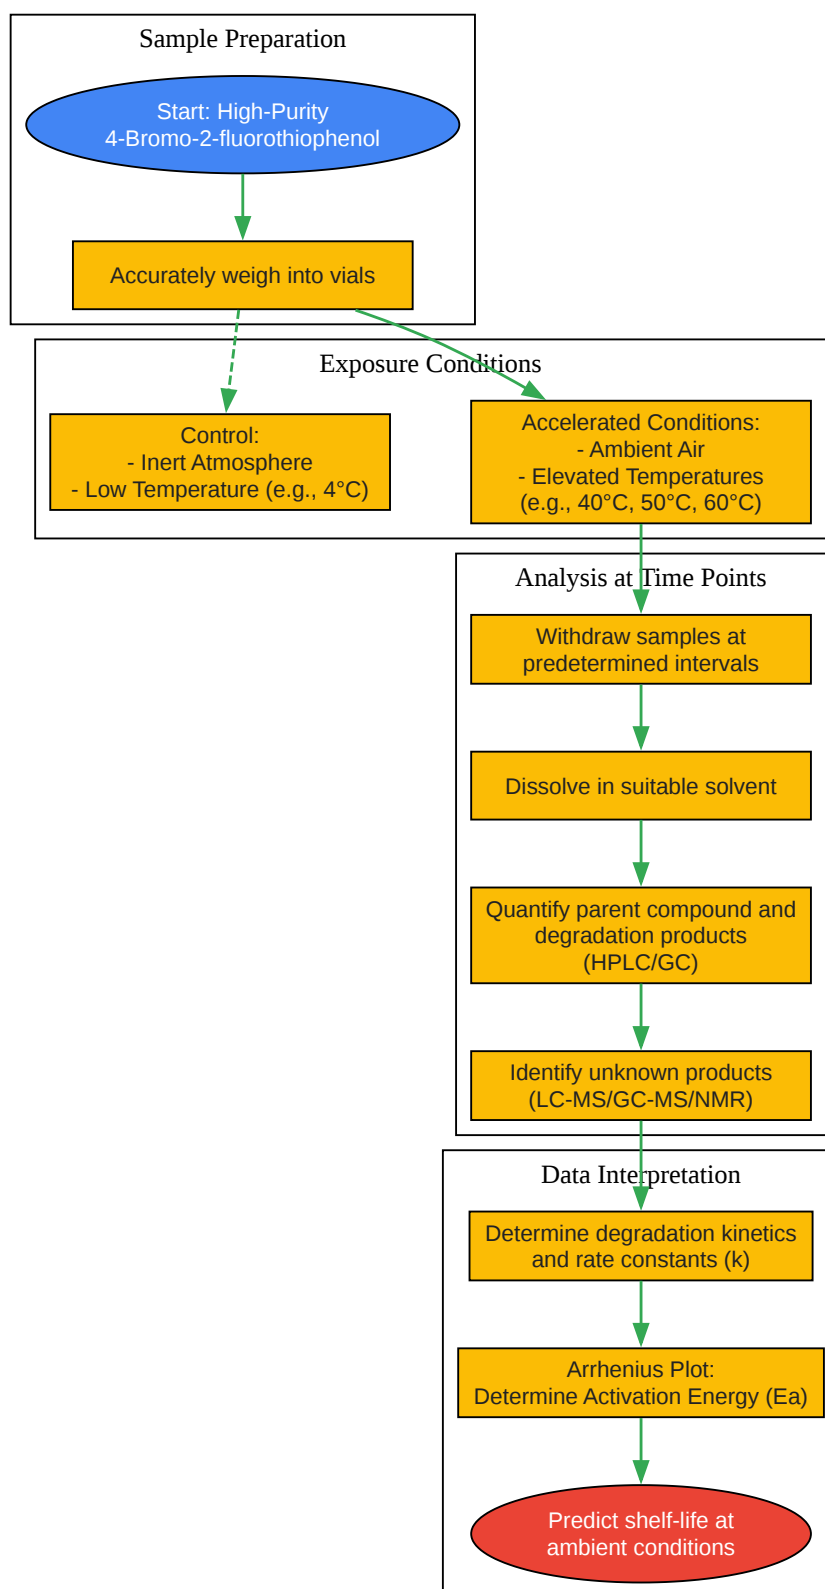 Sample Preparation
Start: High-Purity
4-Bromo-2-fluorothiophenol
Accurately weigh into vials
Exposure Conditions
Control:
- Inert Atmosphere
- Low Temperature (e.g., 4°C)
Accelerated Conditions:
- Ambient Air
- Elevated Temperatures
(e.g., 40°C, 50°C, 60°C)
Analysis at Time Points
Withdraw samples at
predetermined intervals
Dissolve in suitable solvent
Quantify parent compound and
degradation products
(HPLC/GC)
Identify unknown products
(LC-MS/GC-MS/NMR)
Data Interpretation
Determine degradation kinetics
and rate constants (k)
Arrhenius Plot:
Determine Activation Energy (Ea)
Predict shelf-life at
ambient conditions